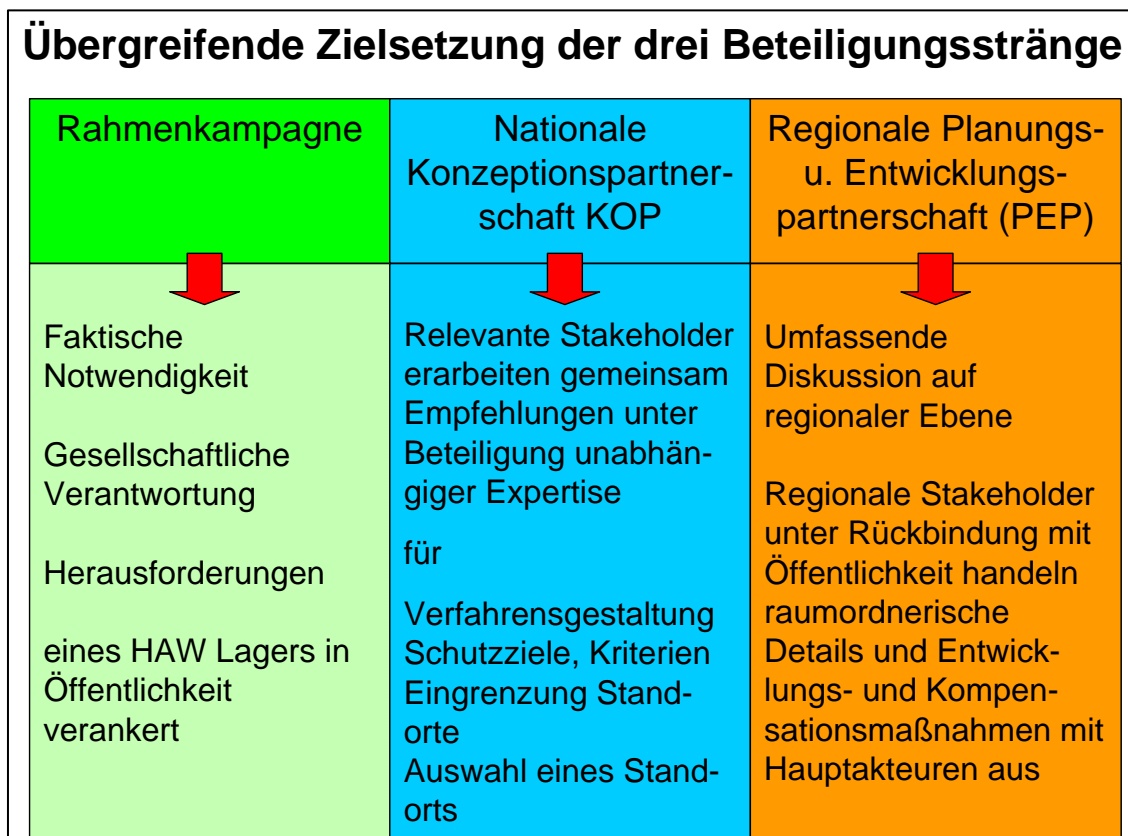 Übergreifende Zielsetzung der drei Beteiligungsstränge
Rahmenkampagne
Nationale
Konzeptionspartner-
schaft KOP
Regionale Planungs-
u. Entwicklungs-
partnerschaft (PEP)
Faktische
Notwendigkeit
Gesellschaftliche
Verantwortung
Herausforderungen
eines HAW Lagers in
Öffentlichkeit
verankert
Relevante Stakeholder
erarbeiten gemeinsam
Empfehlungen unter
Beteiligung unabhän-
giger Expertise
für
Verfahrensgestaltung
Schutzziele, Kriterien
Eingrenzung Stand-
orte
Auswahl eines Stand-
orts
Umfassende
Diskussion auf
regionaler Ebene
Regionale Stakeholder
unter Rückbindung mit
Öffentlichkeit handeln
raumordnerische
Details und Entwick-
lungs- und Kompen-
sationsmaßnahmen mit
Hauptakteuren aus